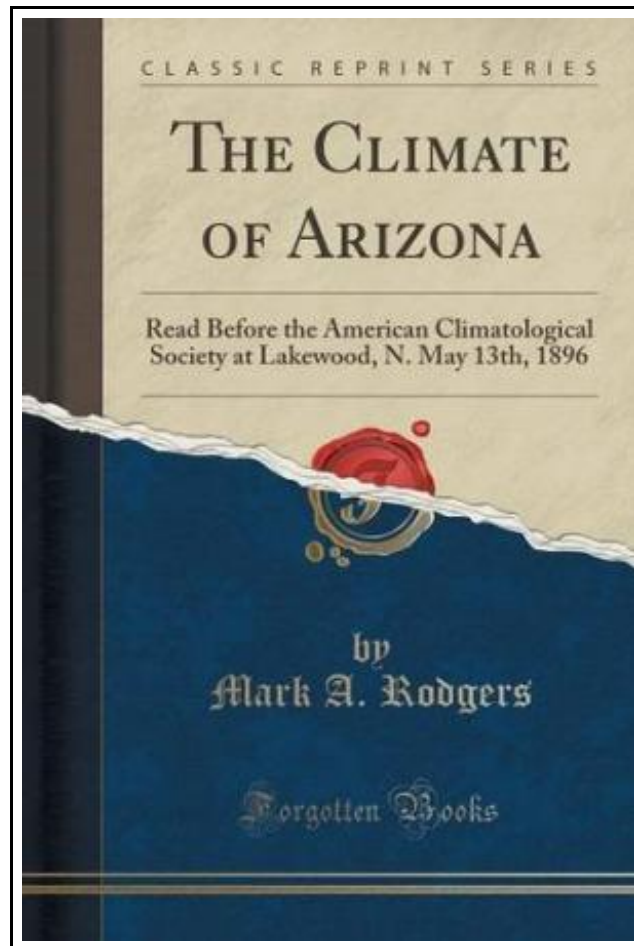 CLASSIC REPRINT SERIES
THE CLIMATE
OF ARIZONA
Read Before the American Climatological
Society at Lakewood, N. May 13th, 1896
by
Mark A. Rodgers
Forgotten Books